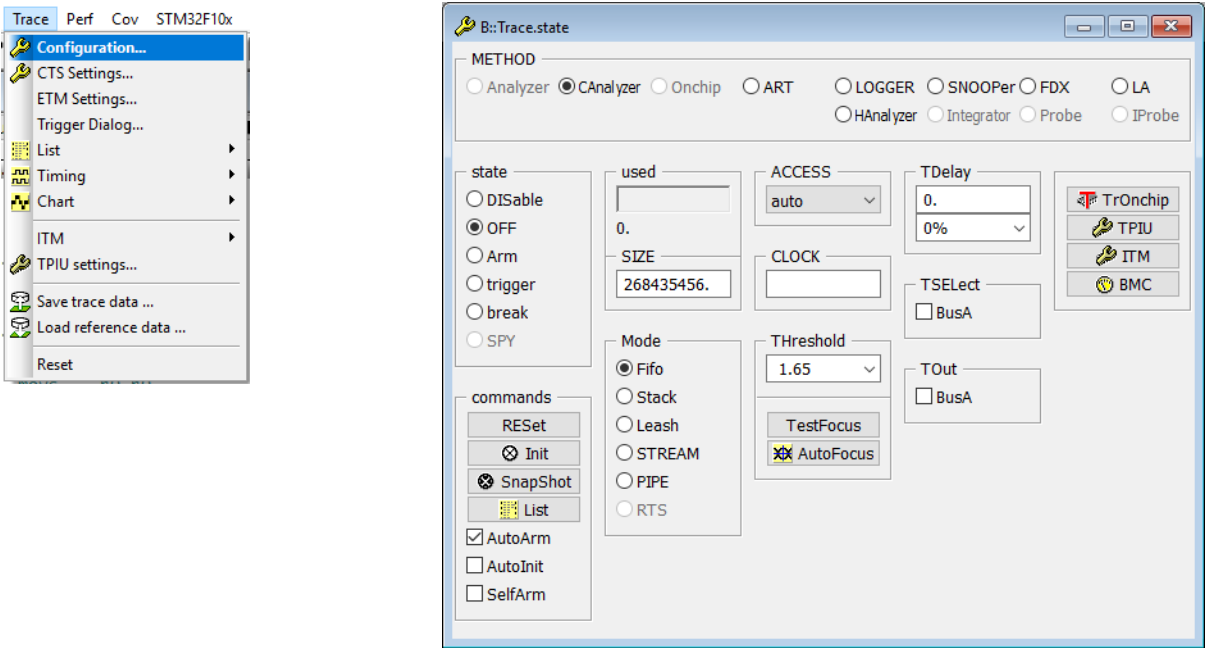 Trace Perf Cov STM32F10x
Configuration...
CTS Settings...
ETM Settings...
Trigger Dialog...
List
Timing
Chart
ITM
TPIU settings...
Save trace data ...
Load reference data ...
Reset
B::Trace.state
METHOD
Analyzer CAnalyzer Onchip ART LOGGER SNOOPer FDX LA
HAnalyzer Integrator Probe IProbe
state
DISable
OFF
Arm
trigger
break
SPY
commands
RESet
Init
SnapShot
List
AutoArm
AutoInit
SelfArm
used
0.
SIZE
268435456.
Mode
Fifo
Stack
Leash
STREAM
PIPE
RTS
ACCESS
auto
CLOCK
THreshold
1.65
TestFocus
AutoFocus
TDelay
0.
0%
TSELect
BusA
TOut
BusA
TrOnchip
TPIU
ITM
BMC